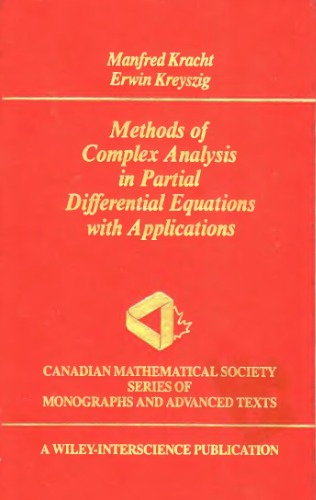 Manfred Kracht
Erwin Kreyszig
Methods of
Complex Analysis
in Partial
Differential Equations
with Applications
CANADIAN MATHEMATICAL SOCIETY
SERIES OF
MONOGRAPHS AND ADVANCED TEXTS
A WILEY-INTERSCIENCE PUBLICATION